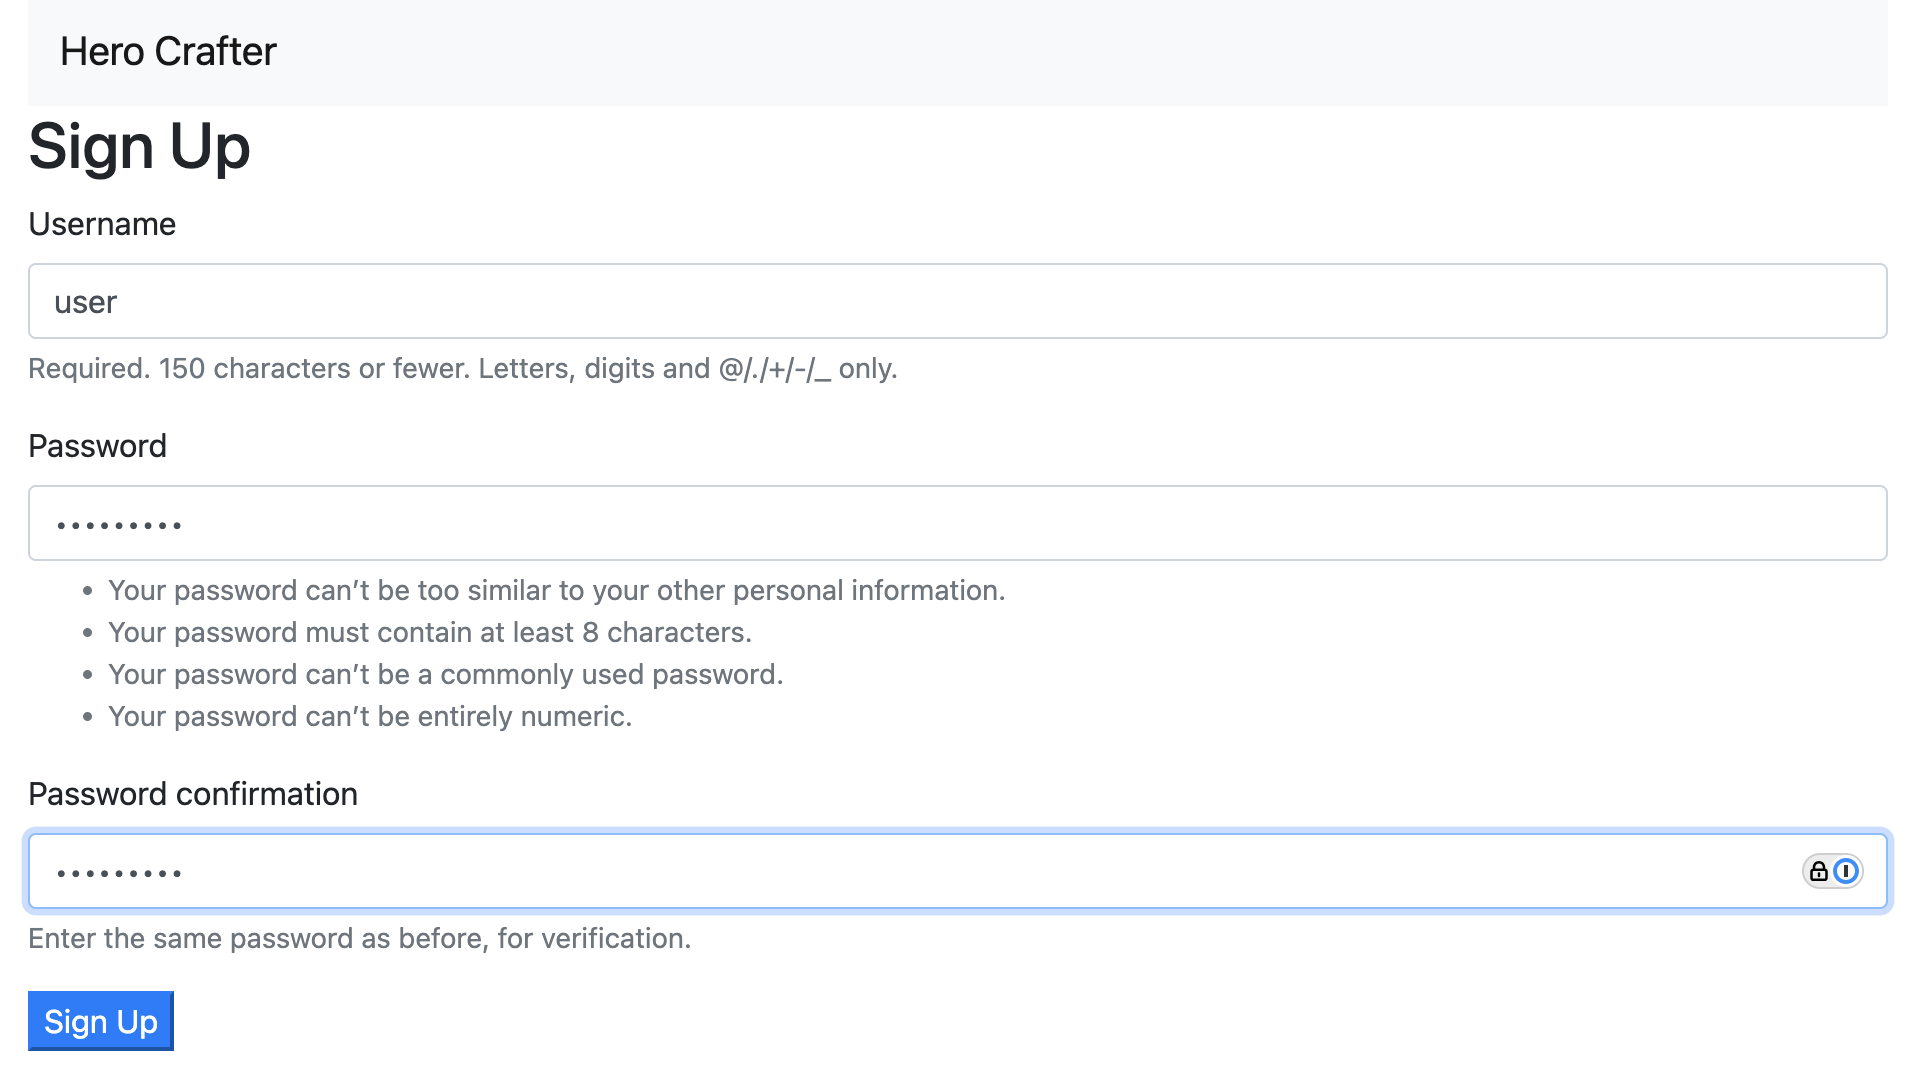 Hero Crafter
Sign Up
Username
user
Required. 150 characters or fewer. Letters, digits and @/./+/-/_ only.
Password
•••••••••
• Your password can’t be too similar to your other personal information.
• Your password must contain at least 8 characters.
• Your password can’t be a commonly used password.
• Your password can’t be entirely numeric.
Password confirmation
•••••••••
Enter the same password as before, for verification.
Sign Up